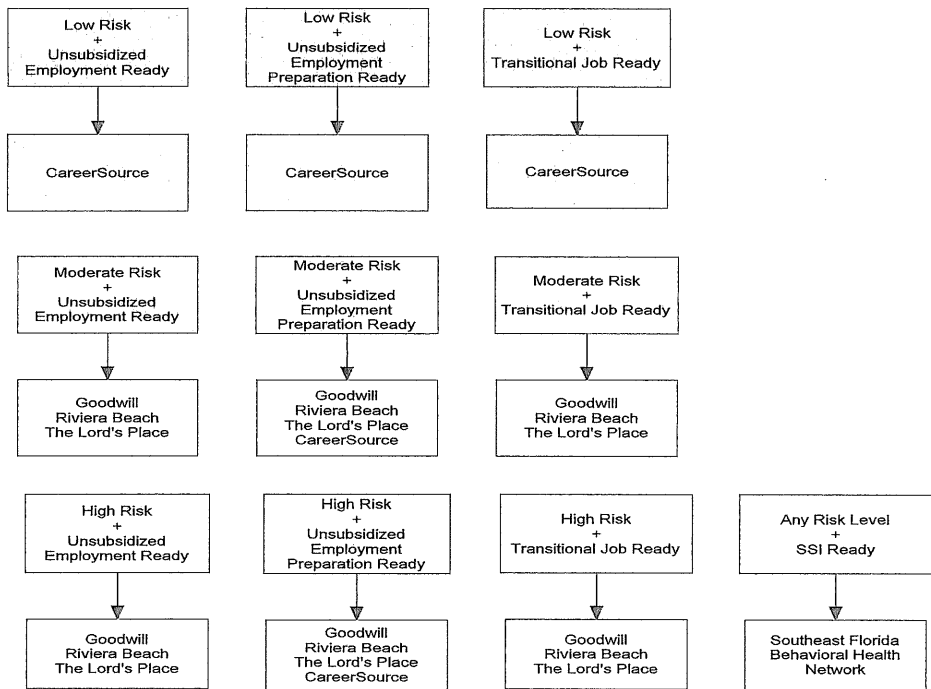 Low Risk
+
Unsubsidized
Employment Ready
Low Risk
+
Unsubsidized
Employment
Preparation Ready
Low Risk
+
Transitional Job Ready
CareerSource
CareerSource
CareerSource
Moderate Risk
+
Unsubsidized
Employment Ready
Moderate Risk
+
Unsubsidized
Employment
Preparation Ready
Moderate Risk
+
Transitional Job Ready
Goodwill
Riviera Beach
The Lord's Place
Goodwill
Riviera Beach
The Lord's Place
CareerSource
Goodwill
Riviera Beach
The Lord's Place
High Risk
+
Unsubsidized
Employment Ready
High Risk
+
Unsubsidized
Employment
Preparation Ready
High Risk
+
Transitional Job Ready
Any Risk Level
+
SSI Ready
Goodwill
Riviera Beach
The Lord's Place
Goodwill
Riviera Beach
The Lord's Place
CareerSource
Goodwill
Riviera Beach
The Lord's Place
Southeast Florida
Behavioral Health
Network